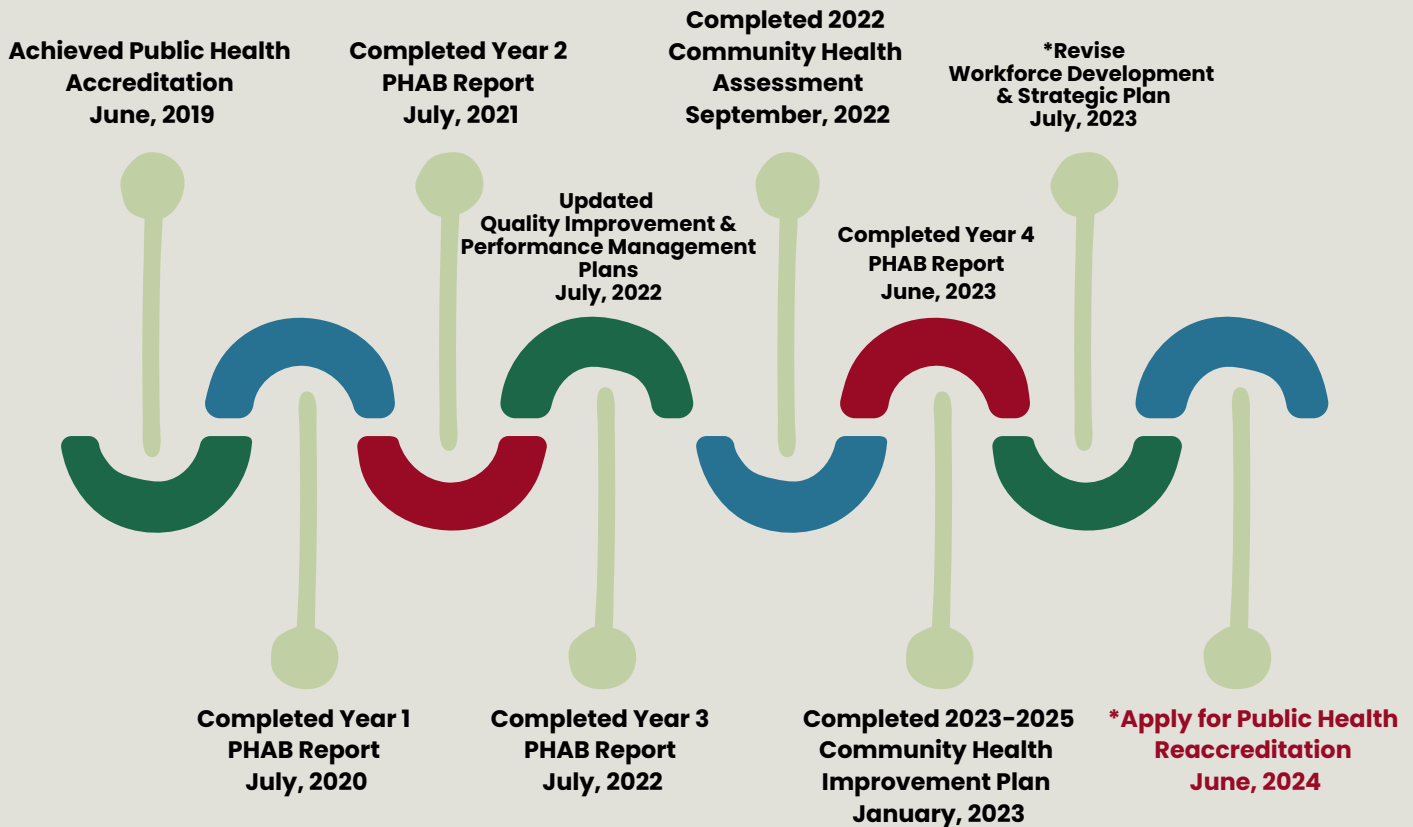 Achieved Public Health
Accreditation
June, 2019
Completed Year 1
PHAB Report
July, 2020
Completed Year 2
PHAB Report
July, 2021
Updated
Quality Improvement &
Performance Management
Plans
July, 2022
Completed Year 3
PHAB Report
July, 2022
Completed 2022
Community Health
Assessment
September, 2022
Completed Year 4
PHAB Report
June, 2023
Completed 2023-2025
Community Health
Improvement Plan
January, 2023
*Revise
Workforce Development
& Strategic Plan
July, 2023
*Apply for Public Health
Reaccreditation
June, 2024